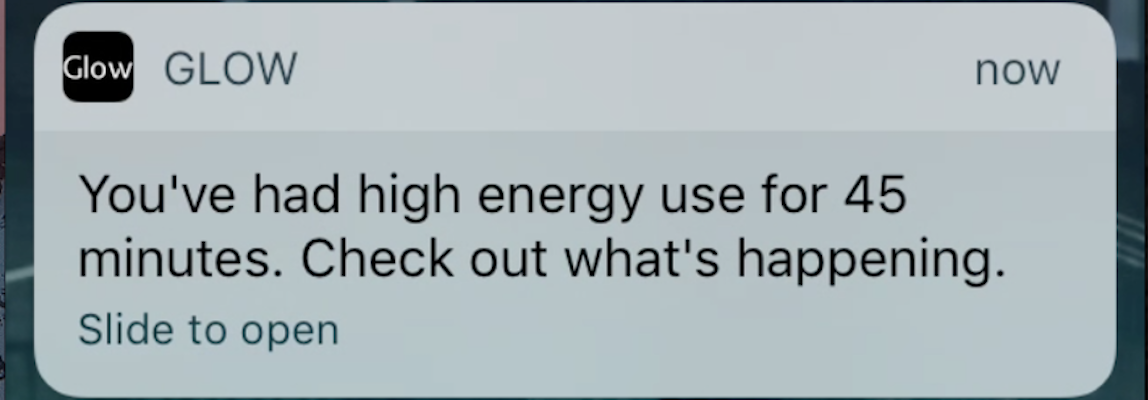 Glow GLOW now
You've had high energy use for 45
minutes. Check out what's happening.
Slide to open